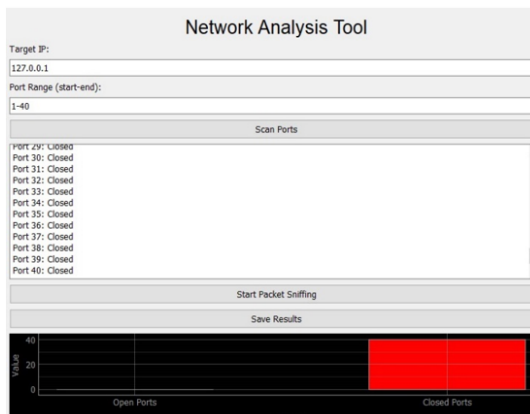 Network Analysis Tool
Target IP:
127.0.0.1
Port Range (start-end):
1-40
Scan Ports
Port 29: Closed
Port 30: Closed
Port 31: Closed
Port 32: Closed
Port 33: Closed
Port 34: Closed
Port 35: Closed
Port 36: Closed
Port 37: Closed
Port 38: Closed
Port 39: Closed
Port 40: Closed
Start Packet Sniffing
Save Results
Value
40
20
0
Open Ports Closed Ports